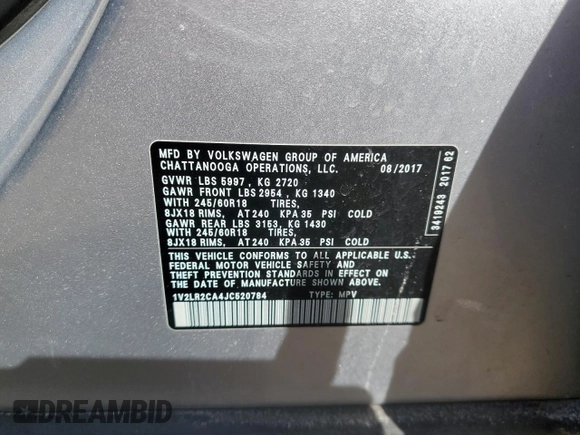 MFD BY VOLKSWAGEN GROUP OF AMERICA
CHATTANOOGA OPERATIONS, LLC. 08/2017
GVWR LBS 5997 , KG 2720
GAWR FRONT LBS 2954 , KG 1340
WITH 245/60R18 TIRES,
8JX18 RIMS, AT 240 KPA 35 PSI COLD
GAWR REAR LBS 3153, KG 1430
WITH 245/60R18 TIRES,
8JX18 RIMS, AT 240 KPA 35 PSI COLD
THIS VEHICLE CONFORMS TO ALL APPLICABLE U.S.
FEDERAL MOTOR VEHICLE SAFETY AND
THEFT PREVENTION STANDARDS IN EFFECT ON
THE DATE OF MANUFACTURE SHOWN ABOVE.
1V2LR2CA4JC520784 TYPE: MPV
3419243 2017 62
DREAMBID